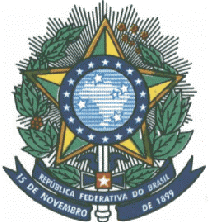 REPÚBLICA FEDERATIVA DO BRASIL
15 DE NOVEMBRO DE 1889